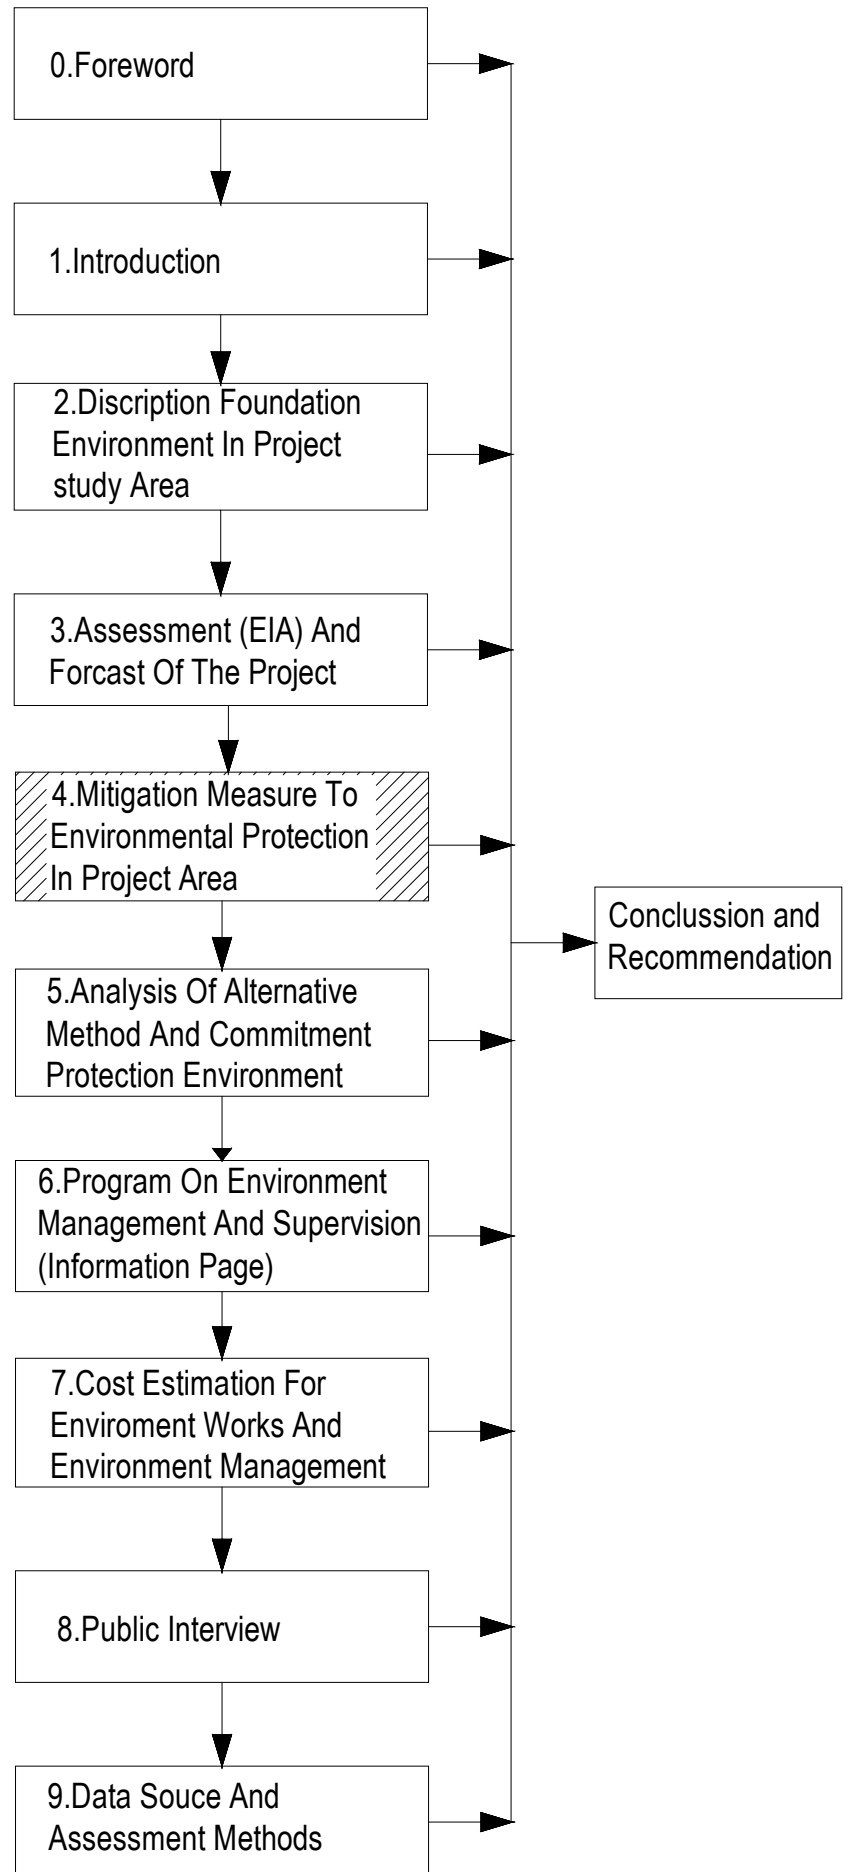 0.Foreword
1.Introduction
2.Discription Foundation
Environment In Project
study Area
3.Assessment (EIA) And
Forcast Of The Project
4.Mitigation Measure To
Environmental Protection
In Project Area
5.Analysis Of Alternative
Method And Commitment
Protection Environment
6.Program On Environment
Management And Supervision
(Information Page)
7.Cost Estimation For
Enviroment Works And
Environment Management
8.Public Interview
9.Data Souce And
Assessment Methods
Conclussion and
Recommendation